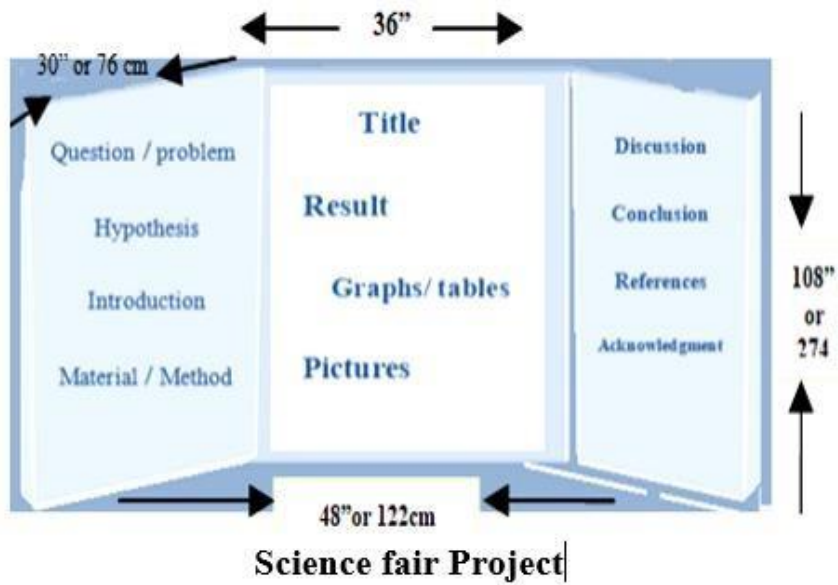 36”
30” or 76 cm
Question / problem
Hypothesis
Introduction
Material / Method
Title
Result
Graphs/ tables
Pictures
Discussion
Conclusion
References
Acknowledgment
108”
or
274
48”or 122cm
Science fair Project